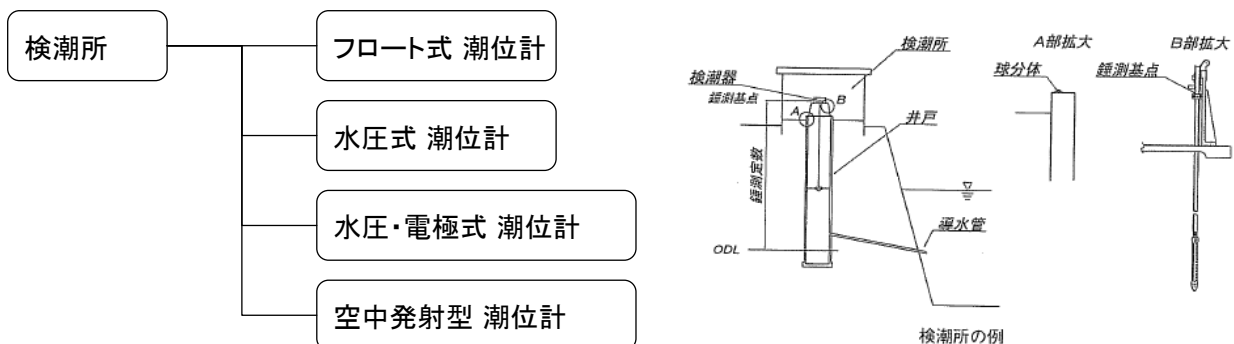 検潮所
フロート式 潮位計
水圧式 潮位計
水圧・電極式 潮位計
空中発射型 潮位計
検潮所
検潮器
錘測基点
A
B
井戸
錘測定数
導水管
ODL
A部拡大
球分体
B部拡大
錘測基点
検潮所の例